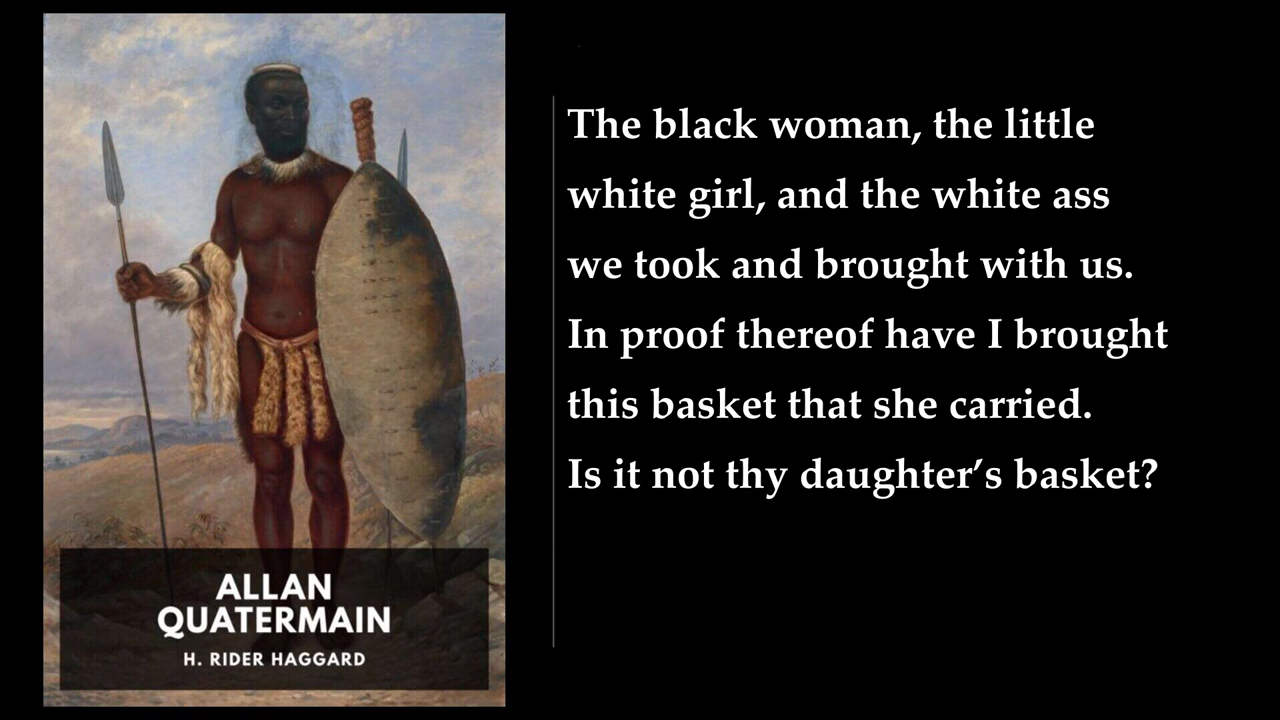 ALLAN
QUATERMAIN
H. RIDER HAGGARD
The black woman, the little
white girl, and the white ass
we took and brought with us.
In proof thereof have I brought
this basket that she carried.
Is it not thy daughter’s basket?